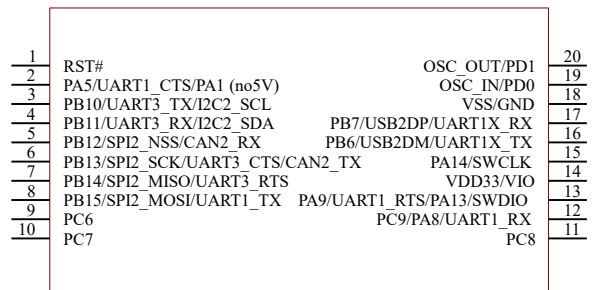 1 RST#
2 PA5/UART1_CTS/PA1 (no5V)
3 PB10/UART3_TX/I2C2_SCL
4 PB11/UART3_RX/I2C2_SDA
5 PB12/SPI2_NSS/CAN2_RX
6 PB13/SPI2_SCK/UART3_CTS/CAN2_TX
7 PB14/SPI2_MISO/UART3_RTS
8 PB15/SPI2_MOSI/UART1_TX
9 PC6
10 PC7
OSC_OUT/PD1 20
OSC_IN/PD0 19
VSS/GND 18
PB7/USB2DP/UART1X_RX 17
PB6/USB2DM/UART1X_TX 16
PA14/SWCLK 15
VDD33/VIO 14
PA9/UART1_RTS/PA13/SWDIO 13
PC9/PA8/UART1_RX 12
PC8 11